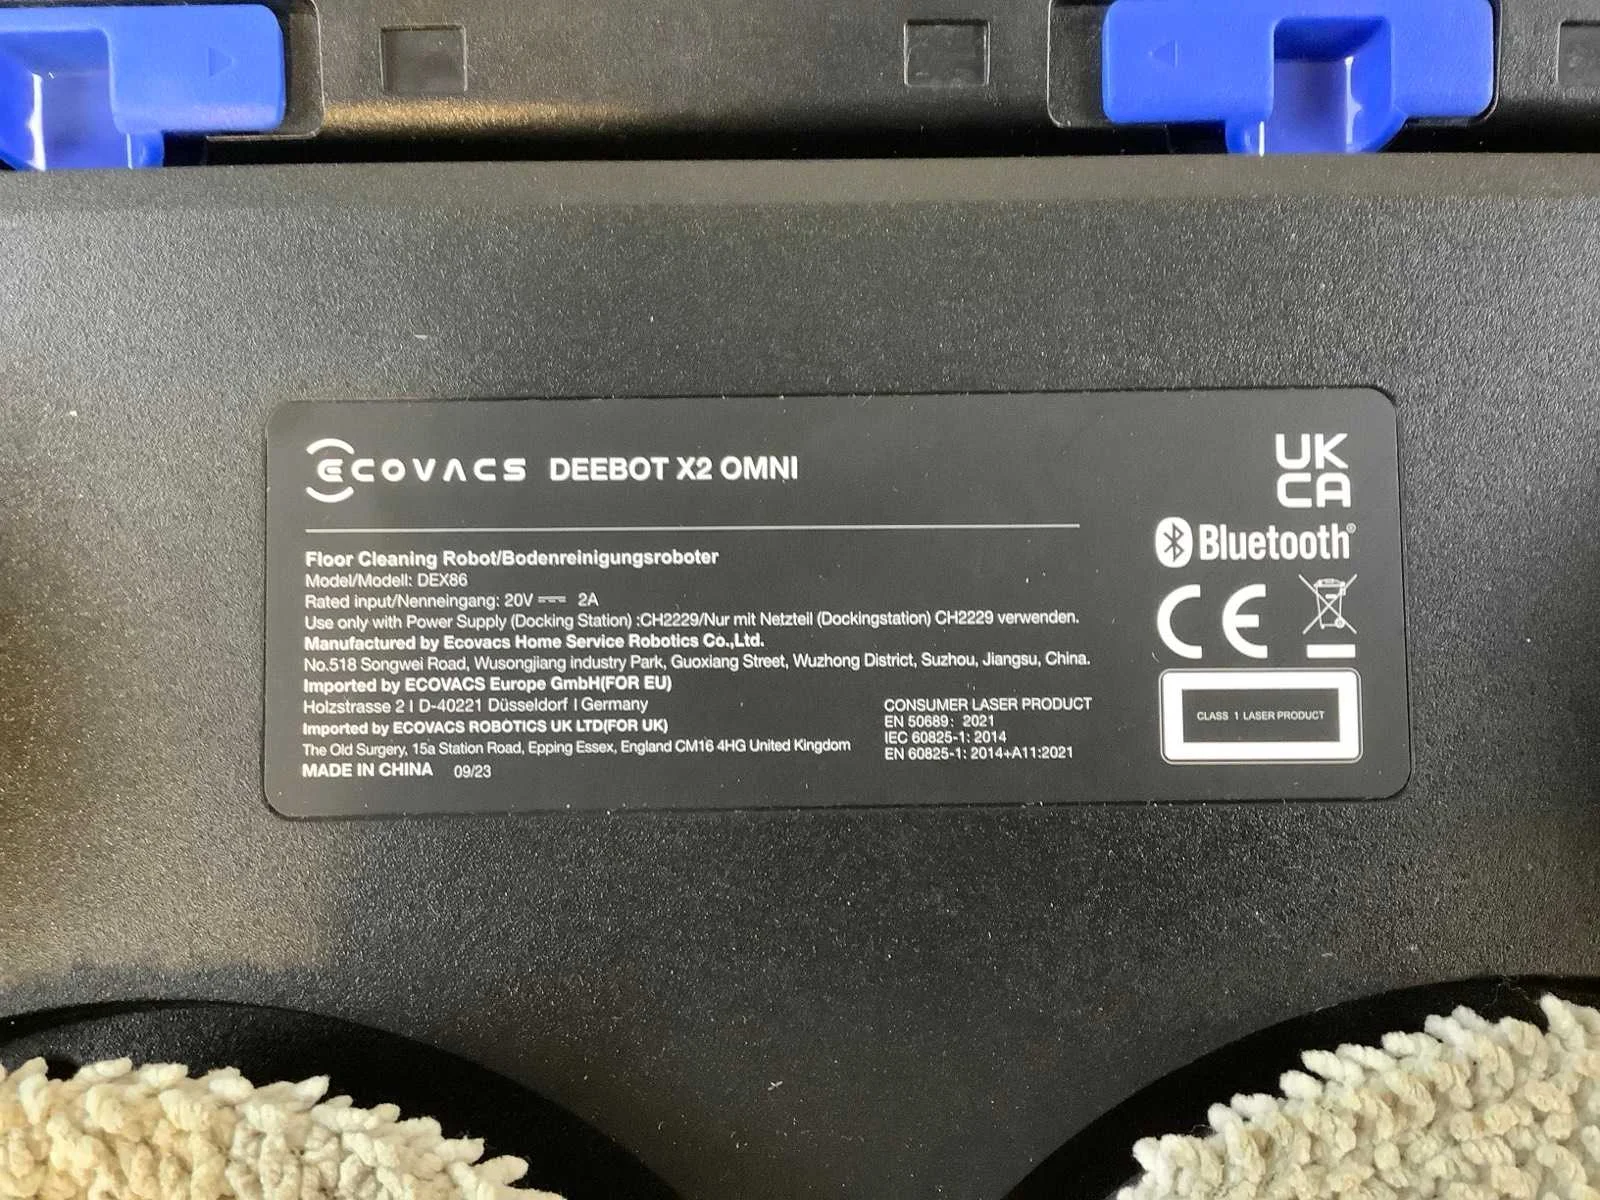 ECOVACS DEEBOT X2 OMNI
Floor Cleaning Robot/Bodenreinigungsroboter
Model/Modell: DEX86
Rated input/Nenneingang: 20V ⎓ 2A
Use only with Power Supply (Docking Station) :CH2229/Nur mit Netzteil (Dockingstation) CH2229 verwenden.
Manufactured by Ecovacs Home Service Robotics Co.,Ltd.
No.518 Songwei Road, Wusongjiang industry Park, Guoxiang Street, Wuzhong District, Suzhou, Jiangsu, China.
Imported by ECOVACS Europe GmbH(FOR EU)
Holzstrasse 2 I D-40221 Düsseldorf I Germany
Imported by ECOVACS ROBOTICS UK LTD(FOR UK)
The Old Surgery, 15a Station Road, Epping Essex, England CM16 4HG United Kingdom
MADE IN CHINA 09/23
CONSUMER LASER PRODUCT
EN 50689: 2021
IEC 60825-1: 2014
EN 60825-1: 2014+A11:2021
UK
CA
Bluetooth®
CE
CLASS 1 LASER PRODUCT